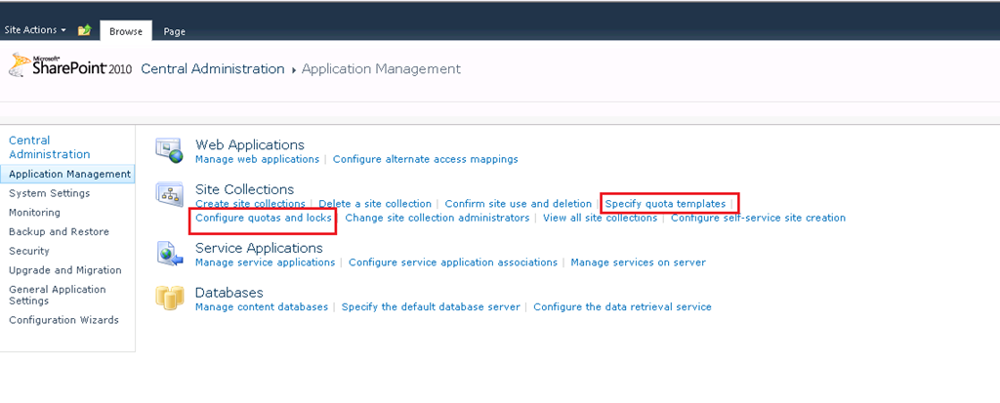 Site Actions
Browse
Page
Microsoft
SharePoint 2010
Central Administration ▸ Application Management
Central
Administration
Application Management
System Settings
Monitoring
Backup and Restore
Security
Upgrade and Migration
General Application
Settings
Configuration Wizards
Web Applications
Manage web applications | Configure alternate access mappings
Site Collections
Create site collections | Delete a site collection | Confirm site use and deletion | Specify quota templates |
Configure quotas and locks | Change site collection administrators | View all site collections | Configure self-service site creation
Service Applications
Manage service applications | Configure service application associations | Manage services on server
Databases
Manage content databases | Specify the default database server | Configure the data retrieval service